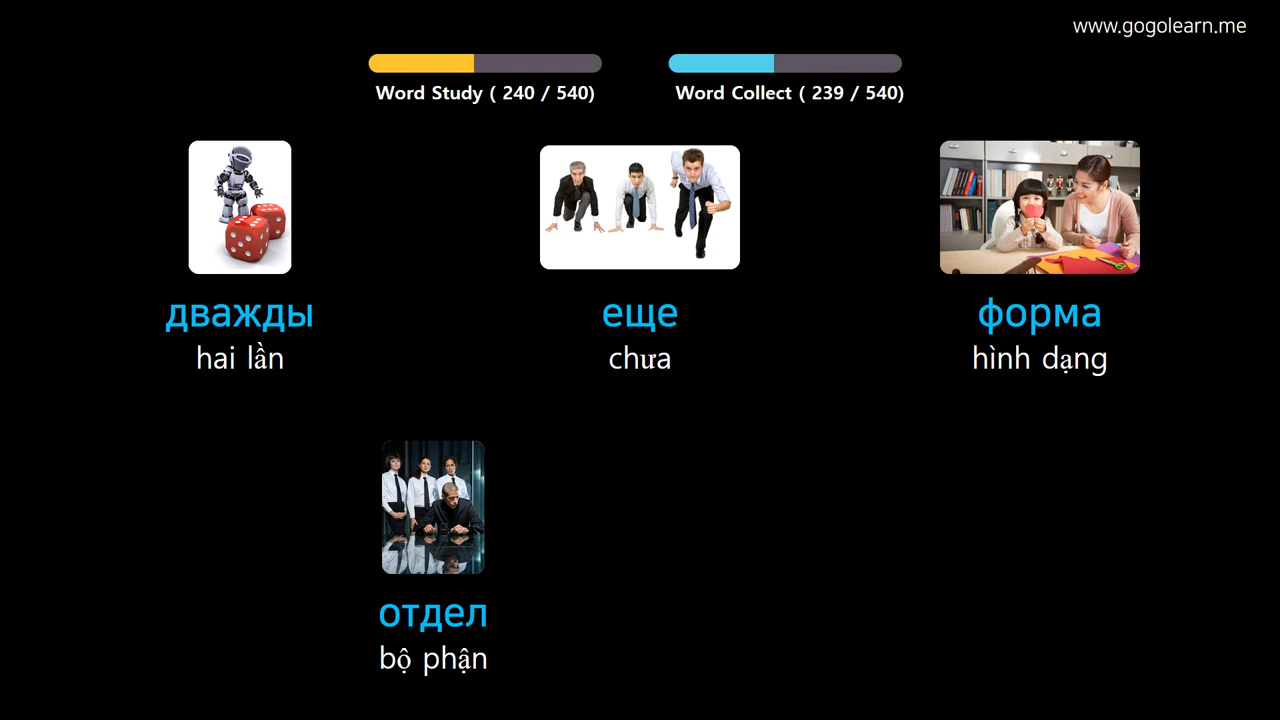 www.gogolearn.me
Word Study ( 240 / 540)
Word Collect ( 239 / 540)
дважды
hai lần
еще
chưa
форма
hình dạng
отдел
bộ phận